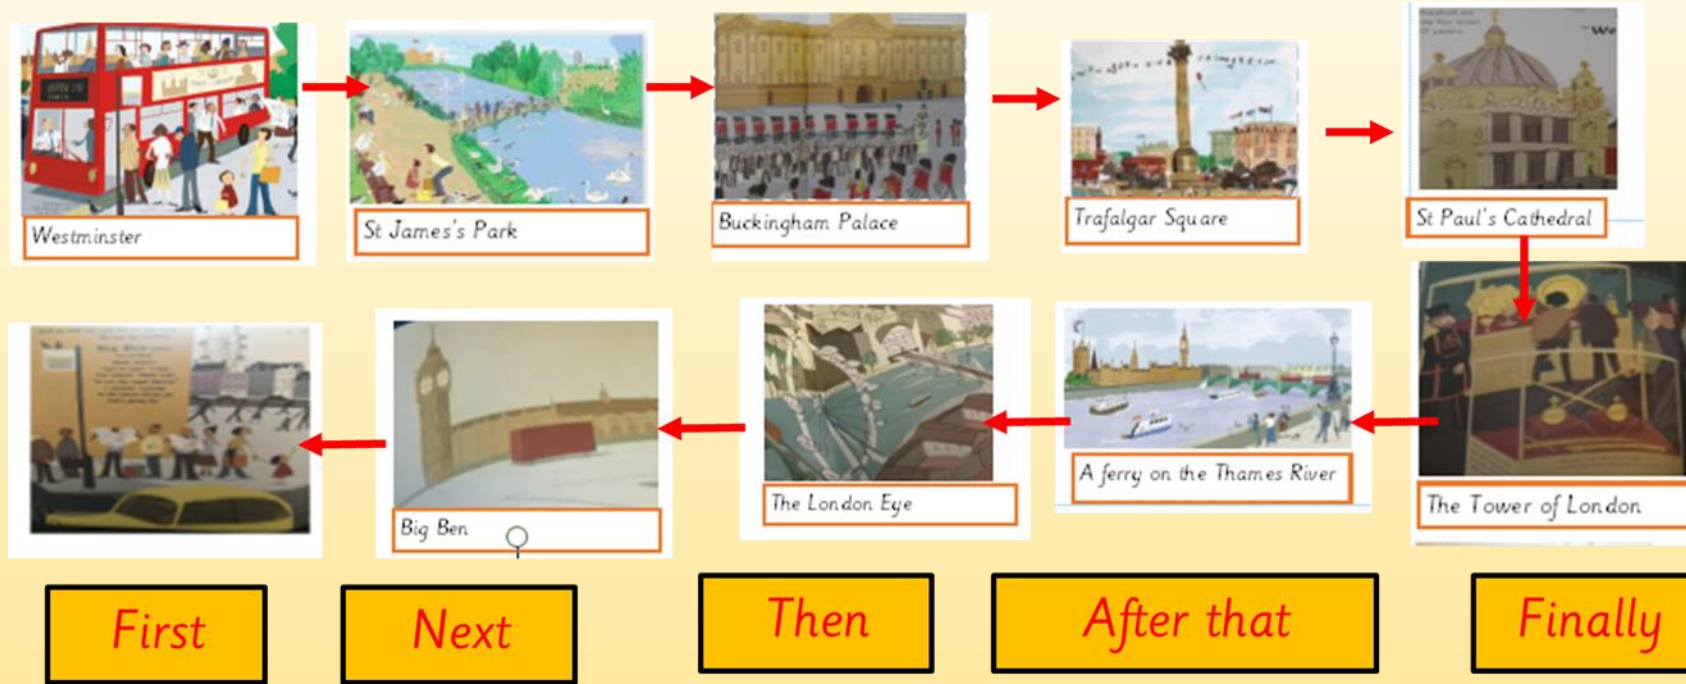 "We
Westminster
St James's Park
Buckingham Palace
Trafalgar Square
St Paul's Cathedral
Big Ben
The London Eye
A ferry on the Thames River
The Tower of London
First
Next
Then
After that
Finally